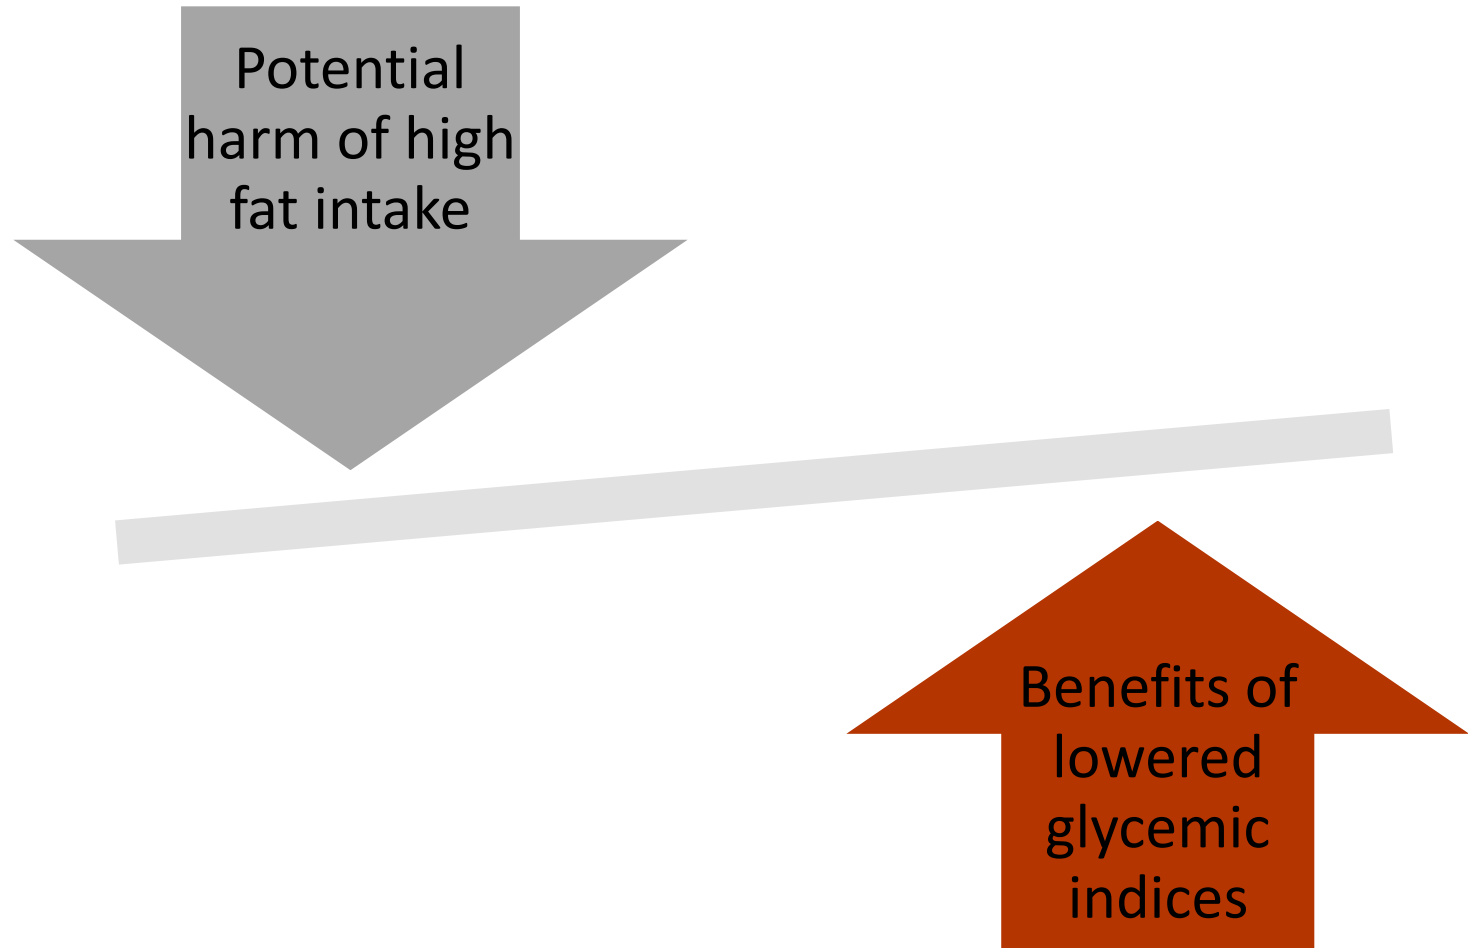 Potential
harm of high
fat intake
Benefits of
lowered
glycemic
indices